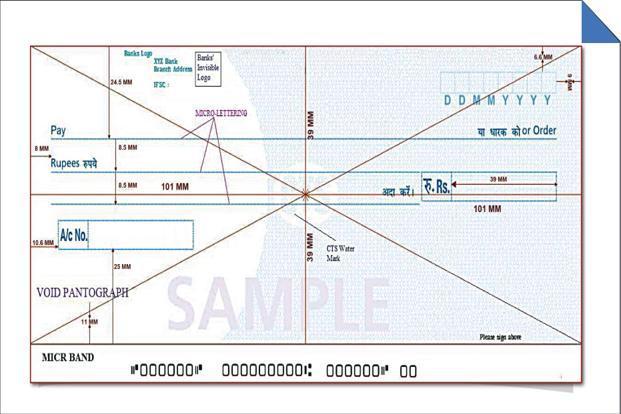 Banks Logo
XYZ Bank
Branch Address
IFSC :
Banks'
Invisible
Logo
6.6 MM
24.5 MM
D D M M Y Y Y Y
MICRO-LETTERING
39 MM
Pay
या धारक को or Order
8 MM
8.5 MM
Rupees रुपये
8.5 MM
101 MM
अदा करें।
रु. Rs.
39 MM
101 MM
A/c No.
10.6 MM
39 MM
CTS Water
Mark
25 MM
VOID PANTOGRAPH
SAMPLE
11 MM
Please sign above
MICR BAND
⑈000000⑈ 000000000⑆ 000000⑈ 00